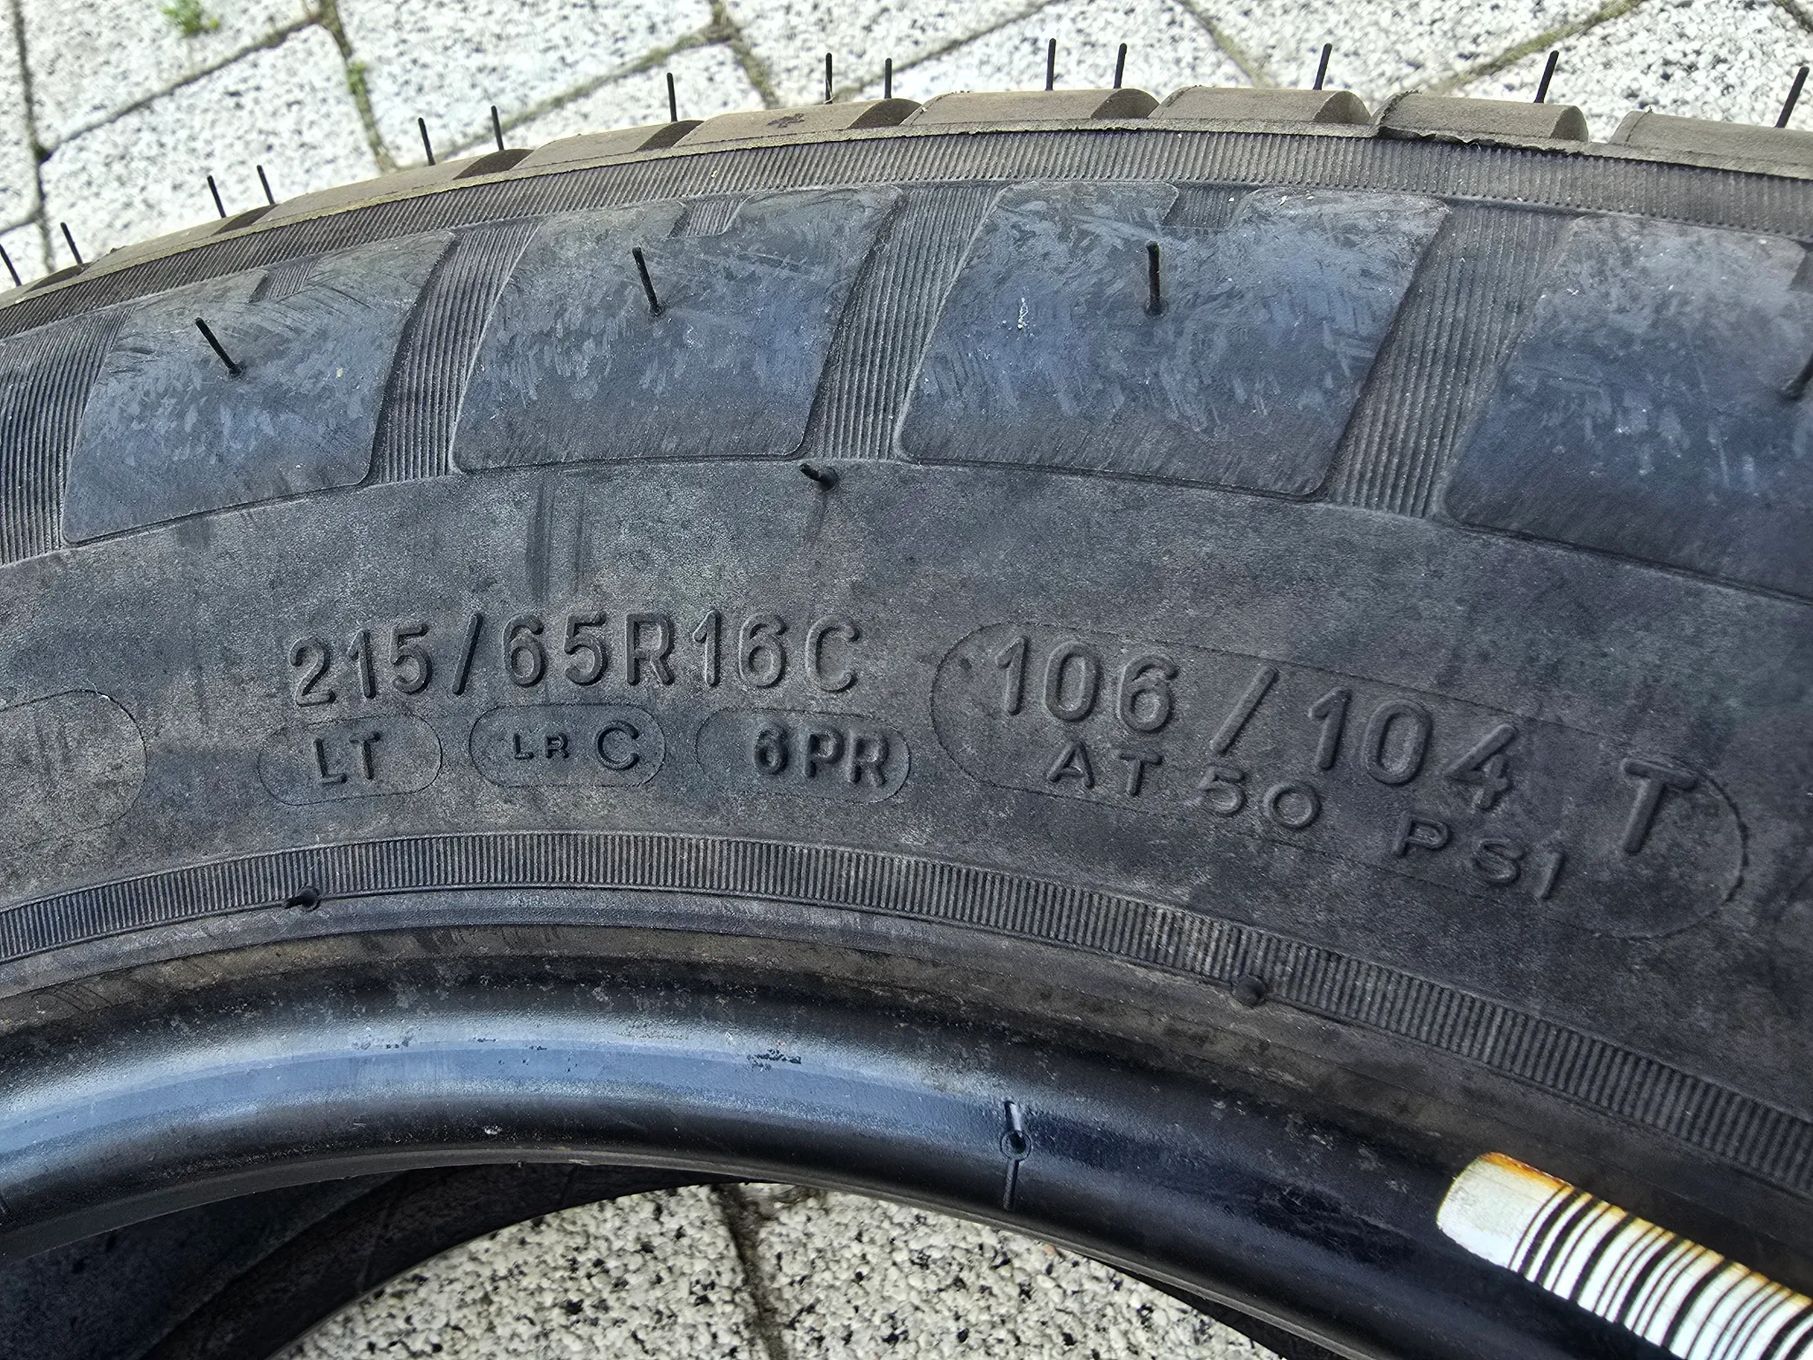 215/65R16C 106/104 T
LT LR C 6PR AT 50 PSI